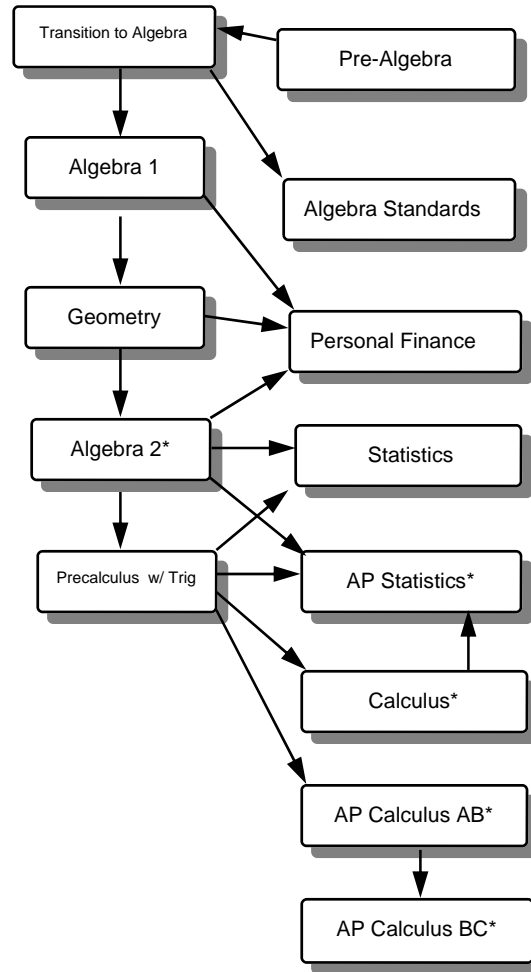 Transition to Algebra
Pre-Algebra
Algebra 1
Algebra Standards
Geometry
Personal Finance
Algebra 2*
Statistics
Precalculus w/ Trig
AP Statistics*
Calculus*
AP Calculus AB*
AP Calculus BC*